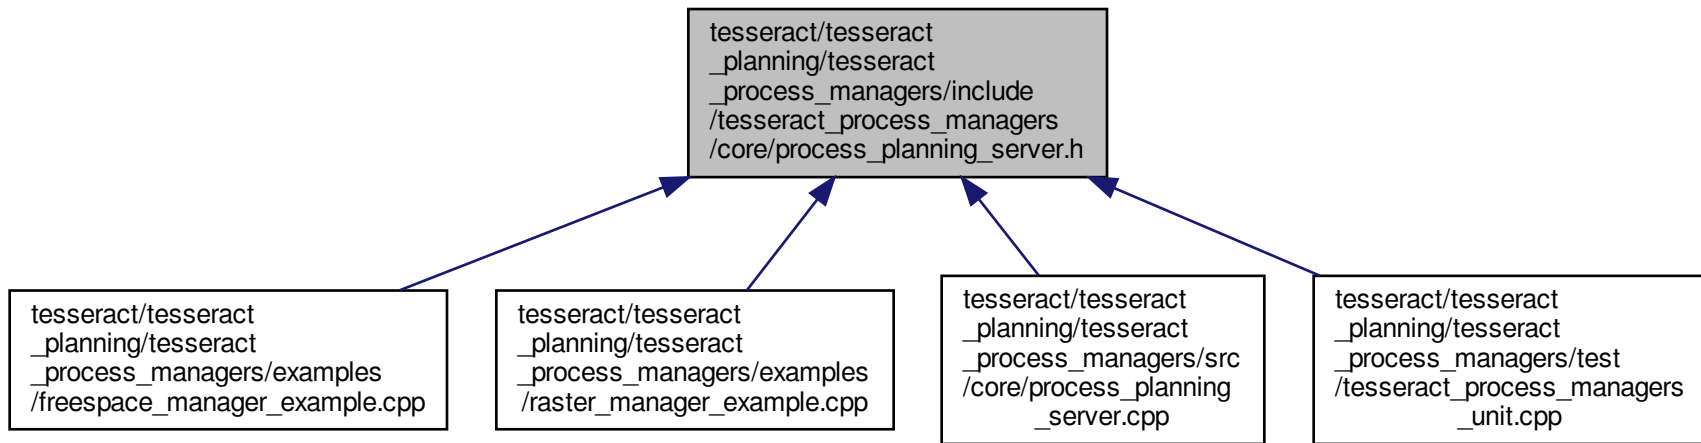 tesseract/tesseract
_planning/tesseract
_process_managers/include
/tesseract_process_managers
/core/process_planning_server.h
tesseract/tesseract
_planning/tesseract
_process_managers/examples
/freespace_manager_example.cpp
tesseract/tesseract
_planning/tesseract
_process_managers/examples
/raster_manager_example.cpp
tesseract/tesseract
_planning/tesseract
_process_managers/src
/core/process_planning
_server.cpp
tesseract/tesseract
_planning/tesseract
_process_managers/test
/tesseract_process_managers
_unit.cpp